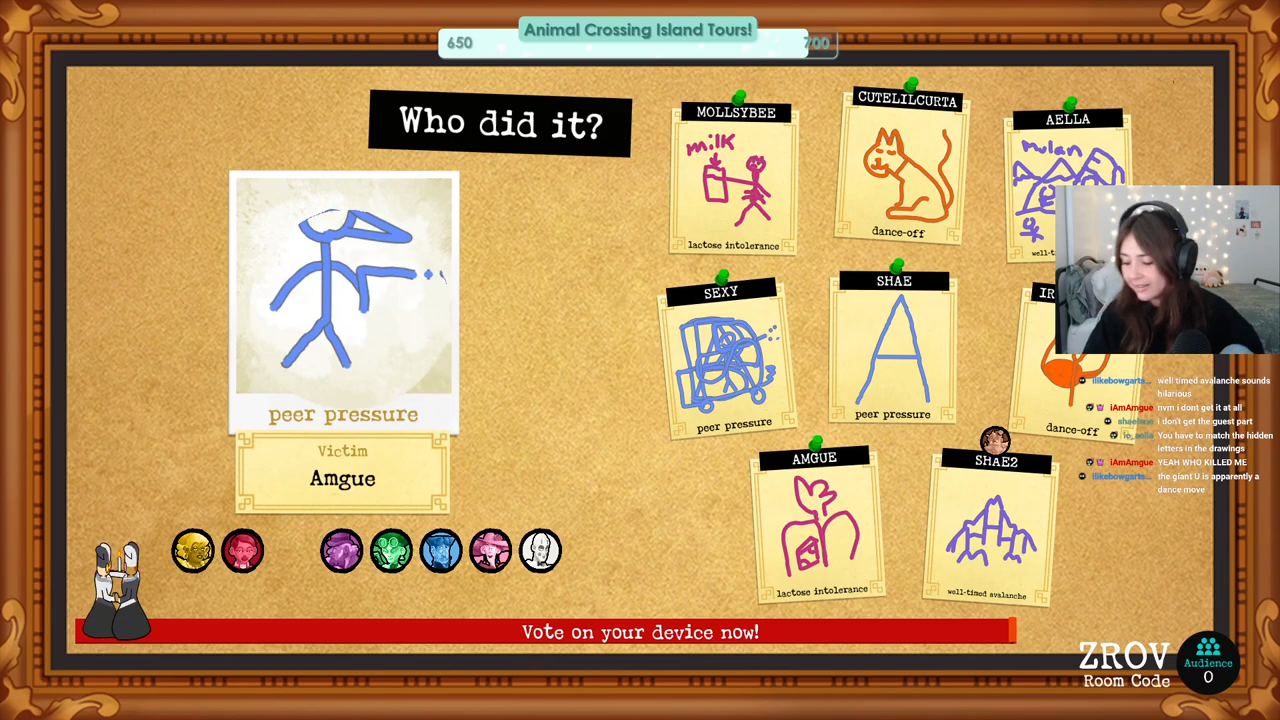 Animal Crossing Island Tours!
650
700
Who did it?
peer pressure
Victim
Amgue
MOLLSYBEE
milk
lactose intolerance
CUTELILCURTA
dance-off
AELLA
mulan
SEXY
peer pressure
SHAE
peer pressure
dance-off
AMGUE
lactose intolerance
SHAE2
well-timed avalanche
ilikebowgarts... well timed avalanche sounds
hilarious
iAmAmgue nvm i dont get it at all
i don't get the guest part
You have to match the hidden
letters in the drawings
iAmAmgue YEAH WHO KILLED ME
ilikebowgarts... the giant U is apparently a
dance move
Vote on your device now!
ZROV
Room Code
Audience
0